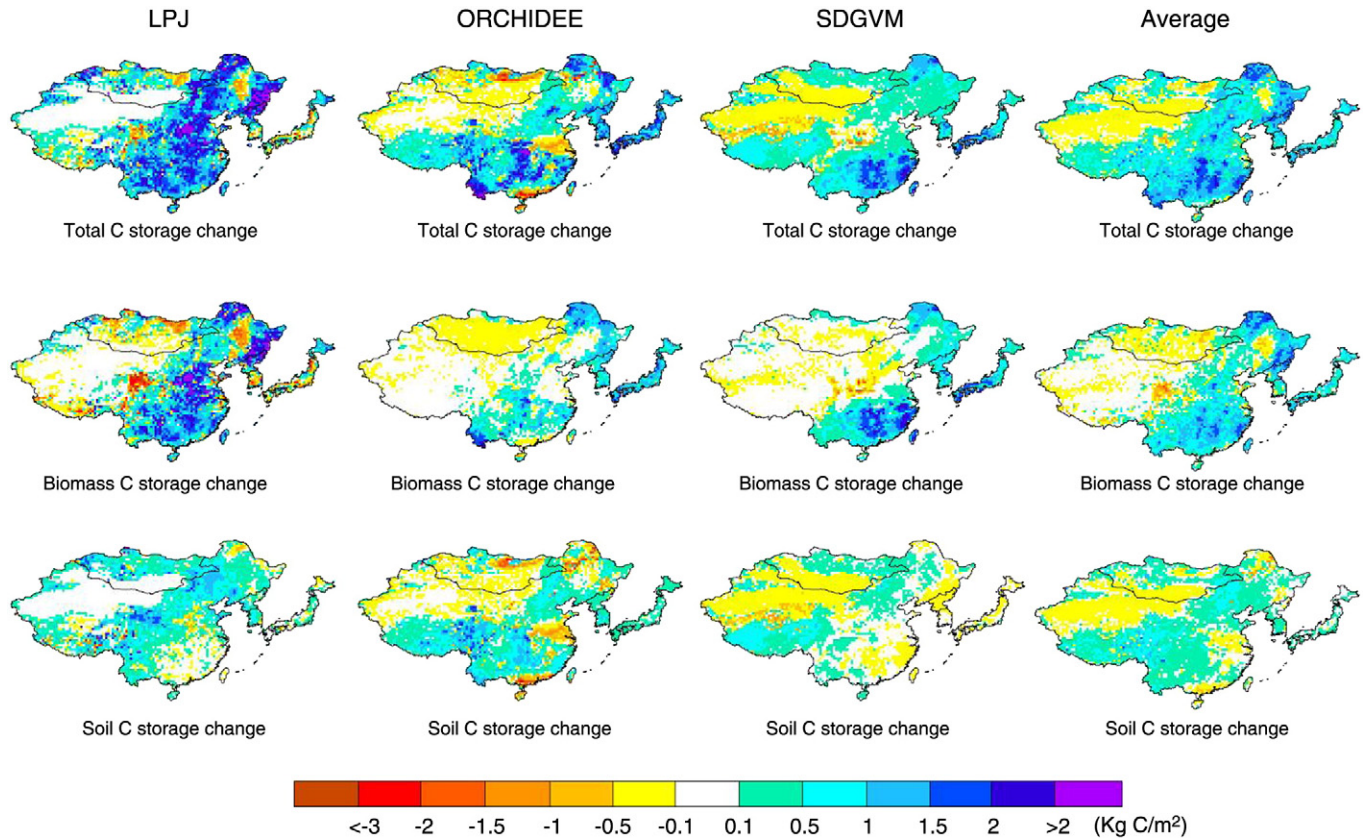 LPJ ORCHIDEE SDGVM Average
Total C storage change Total C storage change Total C storage change Total C storage change
Biomass C storage change Biomass C storage change Biomass C storage change Biomass C storage change
Soil C storage change Soil C storage change Soil C storage change Soil C storage change
<-3 -2 -1.5 -1 -0.5 -0.1 0.1 0.5 1 1.5 2 >2 (Kg C/m²)